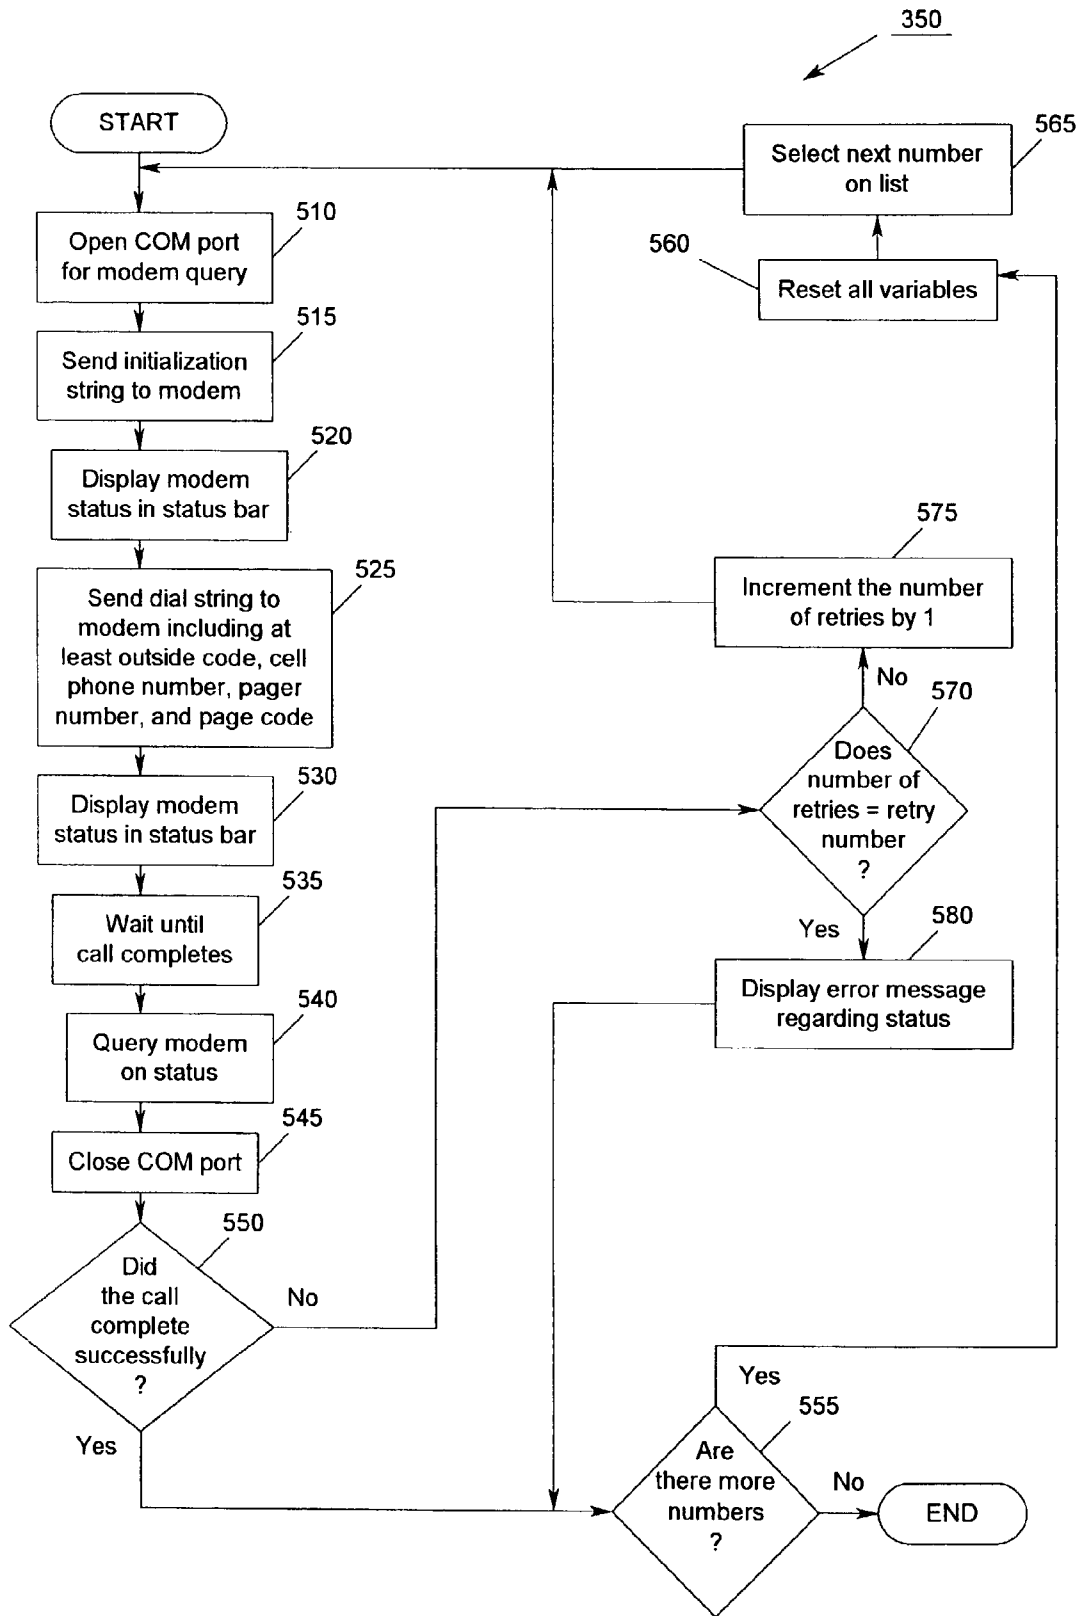 350
START
565
Select next number
on list
510
Open COM port
for modem query
560
Reset all variables
515
Send initialization
string to modem
520
Display modem
status in status bar
575
Increment the number
of retries by 1
525
Send dial string to
modem including at
least outside code, cell
phone number, pager
number, and page code
No
570
Does
number of
retries = retry
number
?
530
Display modem
status in status bar
535
Wait until
call completes
Yes
580
Display error message
regarding status
540
Query modem
on status
545
Close COM port
550
Did
the call
complete
successfully
?
No
Yes
Yes
555
Are
there more
numbers
?
No
END